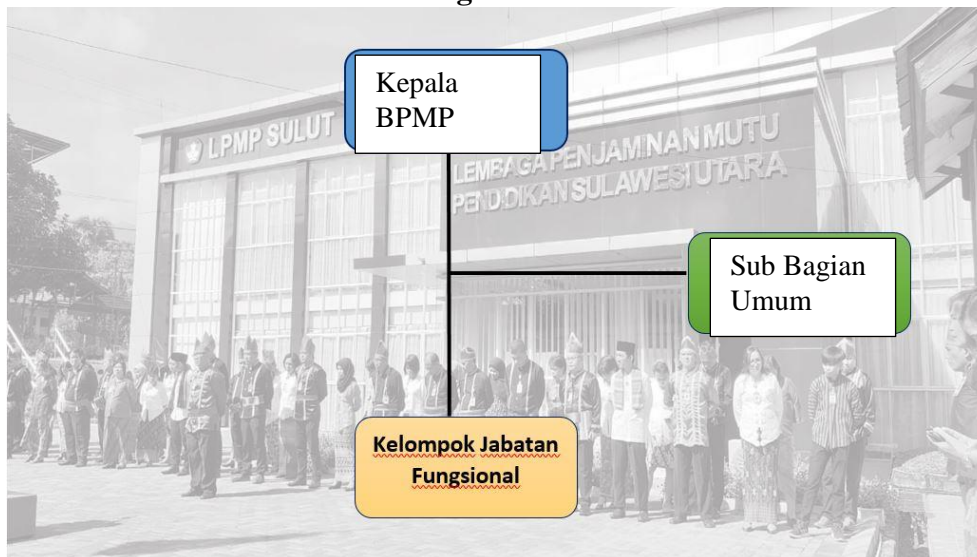 Kepala
BPMP
LPMP SULUT
LEMBAGA PENJAMINAN MUTU
PENDIDIKAN SULAWESI UTARA
Sub Bagian
Umum
Kelompok Jabatan
Fungsional